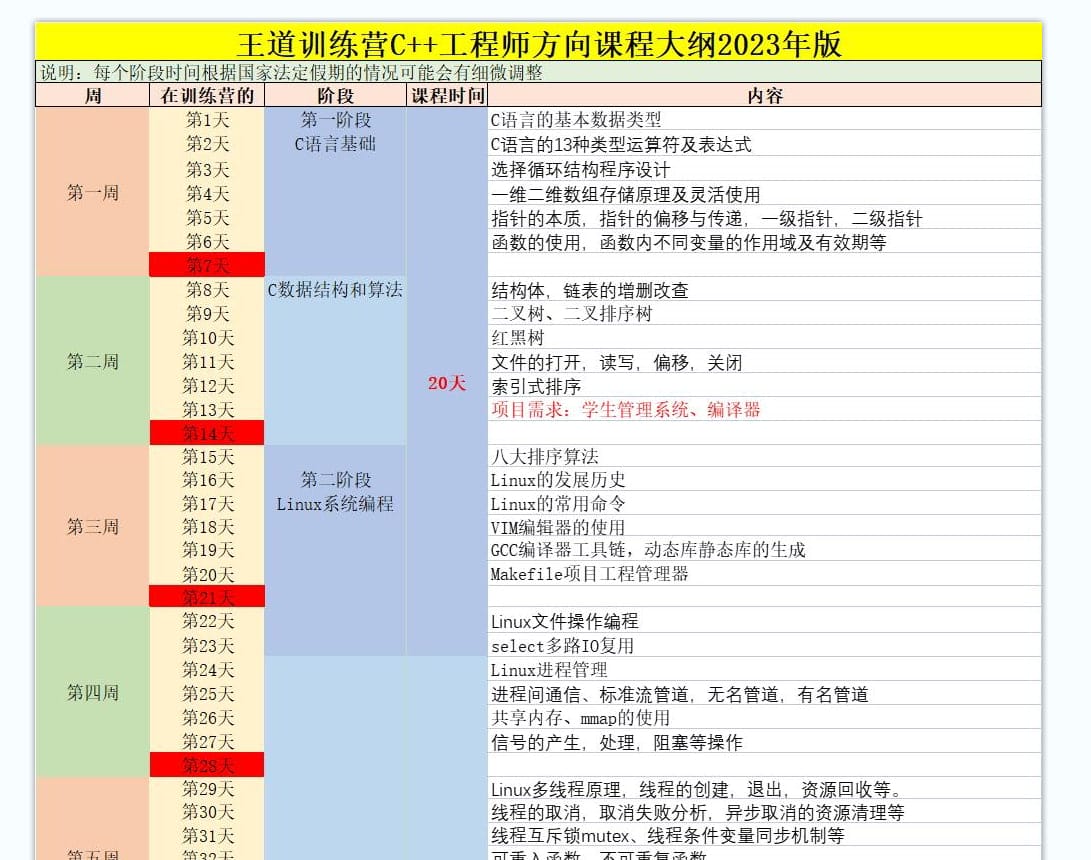 王道训练营C++工程师方向课程大纲2023年版
说明：每个阶段时间根据国家法定假期的情况可能会有细微调整
周 在训练营的 阶段 课程时间 内容
第1天 第一阶段 C语言的基本数据类型
第2天 C语言基础 C语言的13种类型运算符及表达式
第3天 选择循环结构程序设计
第一周 第4天 一维二维数组存储原理及灵活使用
第5天 指针的本质，指针的偏移与传递，一级指针，二级指针
第6天 函数的使用，函数内不同变量的作用域及有效期等
第7天
第8天 C数据结构和算法 结构体，链表的增删改查
第9天 二叉树、二叉排序树
第10天 红黑树
第二周 第11天 文件的打开，读写，偏移，关闭
第12天 20天 索引式排序
第13天 项目需求：学生管理系统、编译器
第14天
第15天 八大排序算法
第16天 第二阶段 Linux的发展历史
第17天 Linux系统编程 Linux的常用命令
第三周 第18天 VIM编辑器的使用
第19天 GCC编译器工具链，动态库静态库的生成
第20天 Makefile项目工程管理器
第21天
第22天 Linux文件操作编程
第23天 select多路IO复用
第24天 Linux进程管理
第四周 第25天 进程间通信、标准流管道，无名管道，有名管道
第26天 共享内存、mmap的使用
第27天 信号的产生，处理，阻塞等操作
第28天
第29天 Linux多线程原理，线程的创建，退出，资源回收等。
第30天 线程的取消，取消失败分析，异步取消的资源清理等
第31天 线程互斥锁mutex、线程条件变量同步机制等
第五周 第32天 可重入函数，不可重复函数